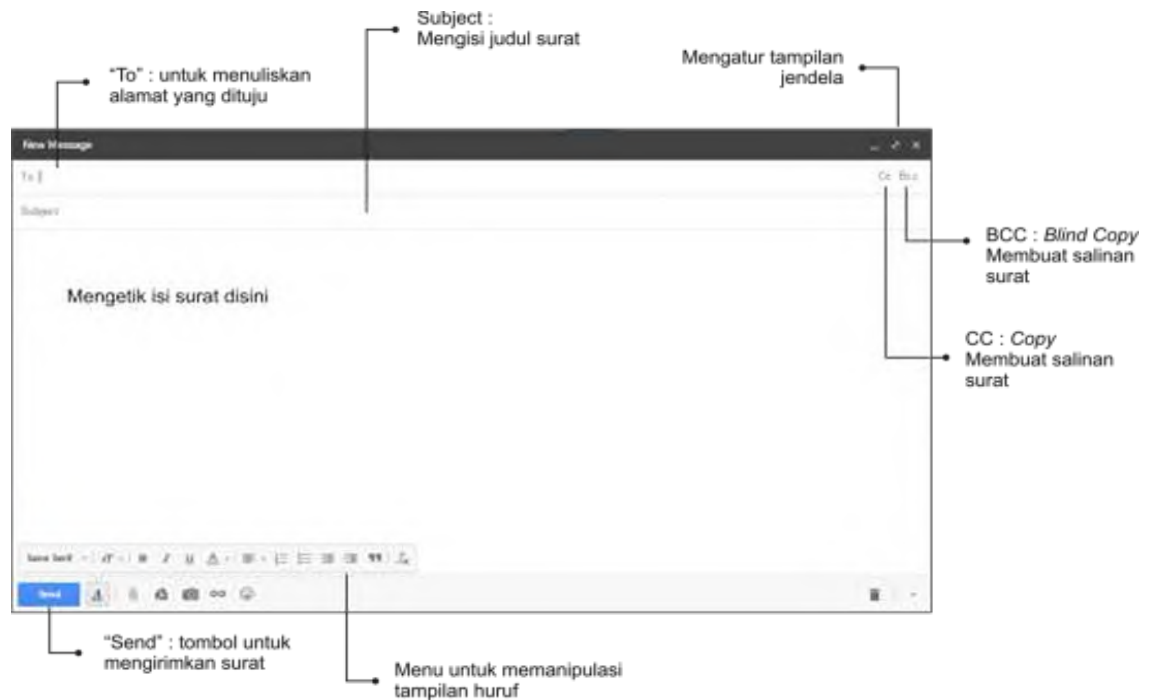 Subject :
Mengisi judul surat
Mengatur tampilan
jendela
“To” : untuk menuliskan
alamat yang dituju
New Message
To
Cc Bcc
Subject
BCC : Blind Copy
Membuat salinan
surat
Mengetik isi surat disini
CC : Copy
Membuat salinan
surat
Sans Serif
Send
“Send” : tombol untuk
mengirimkan surat
Menu untuk memanipulasi
tampilan huruf